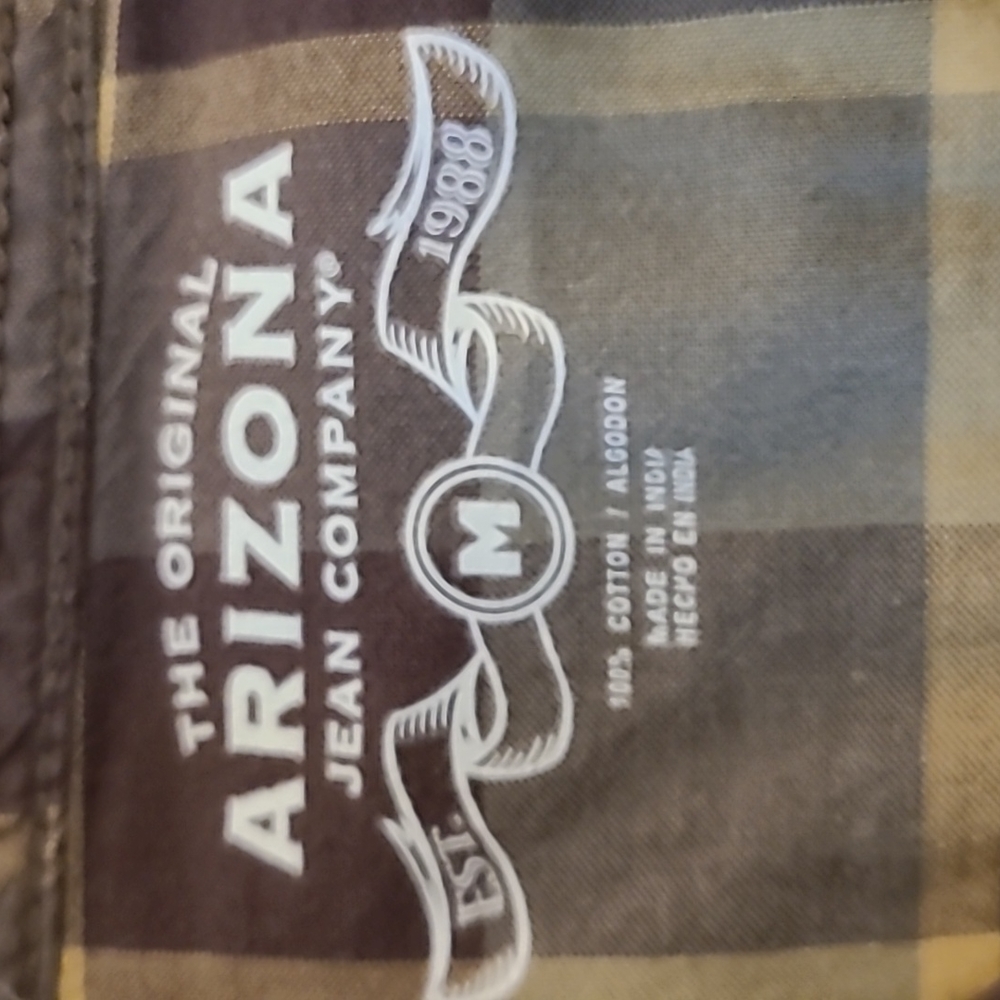 THE ORIGINAL
ARIZONA
JEAN COMPANY®
EST. 1988
M
100% COTTON / ALGODON
MADE IN INDIA
HECHO EN INDIA